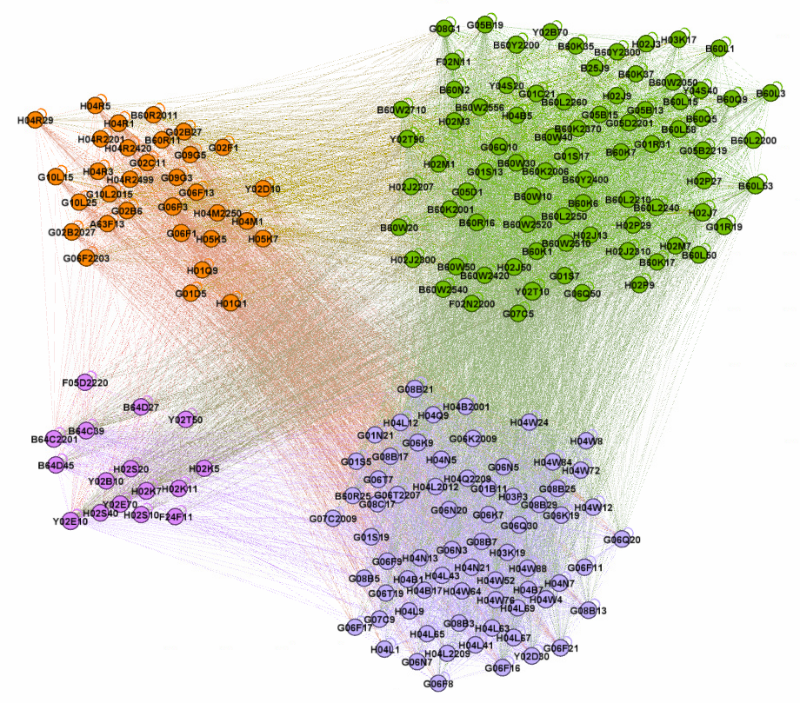 G08G1
G05B19
Y02B70
B60Y2200
B60K35
B60Y2300
H02J3
H03K17
B60L1
F02N11
B25J9
B60K37
B60N2
Y04S20
G01C21
B60W2050
Y04S40
B60L3
H02J9
B60L15
B60Q9
B60W2710
B60W2556
B60L2260
H04B5
G05B15
G05B13
H02M3
G05D2201
B60Q5
B60K2370
B60L58
Y02T90
B60W40
B60L2200
G06Q10
G01R31
G05B2219
B60K7
G01S17
H02M1
B60W30
G01S13
B60K2006
B60Y2400
H02P27
B60L53
H02J2207
G05D1
B60W10
B60L2210
B60K6
B60K2001
B60L2240
H02J7
B60L2250
B60R16
B60W2520
H02P29
G01R19
B60W20
H02J13
B60W2510
H02M7
B60K1
H02J2310
B60L50
H02J2300
B60K17
B60W50
H02J50
B60W2420
G01S7
H02P9
B60W2540
Y02T10
G06Q50
F02N2200
G07C5
H04R5
H04R29
B60R2011
H04R1
G02B27
H04R2201
B60R11
H04R2420
G02C11
G09G5
G02F1
H04R3
G10L15
H04R2499
G09G3
Y02D10
G10L2015
G06F13
G10L25
G02B6
G06F3
H04M2250
A63F13
H04M1
G02B2027
G06F1
H05K5
H05K7
G06F2203
H01Q9
G01D5
H01Q1
F05D2220
B64D27
Y02T50
B64C39
B64C2201
B64D45
H02S20
H02K5
Y02B10
H02K7
H02K11
Y02E70
H02S40
H02S10
F24F11
Y02E10
G08B21
H04B2001
H04Q9
H04L12
H04W24
G01N21
G06K9
G06K2009
H04W8
G08B17
G01S5
H04N5
H04W84
G06N5
H04W72
G06T7
H04Q2209
H04L2012
G01B11
G08B25
B60R25
G06T2207
H03F3
G08C17
G08B29
H04W12
G06N20
G06K7
G06K19
G07C2009
G06Q30
G01S19
G06Q20
G08B7
G06N3
H03K19
H04N13
G06F9
H04N21
H04W88
G06F11
G08B5
H04B1
H04L43
H04W52
H04N7
G06T19
H04B17
H04W64
H04B7
H04W76
H04W4
H04L9
H04L69
G08B13
G07C9
G08B3
G06F17
H04L63
H04L65
H04L67
H04L1
H04L41
G06F21
H04L2209
Y02D30
G06N7
G06F16
G06F8